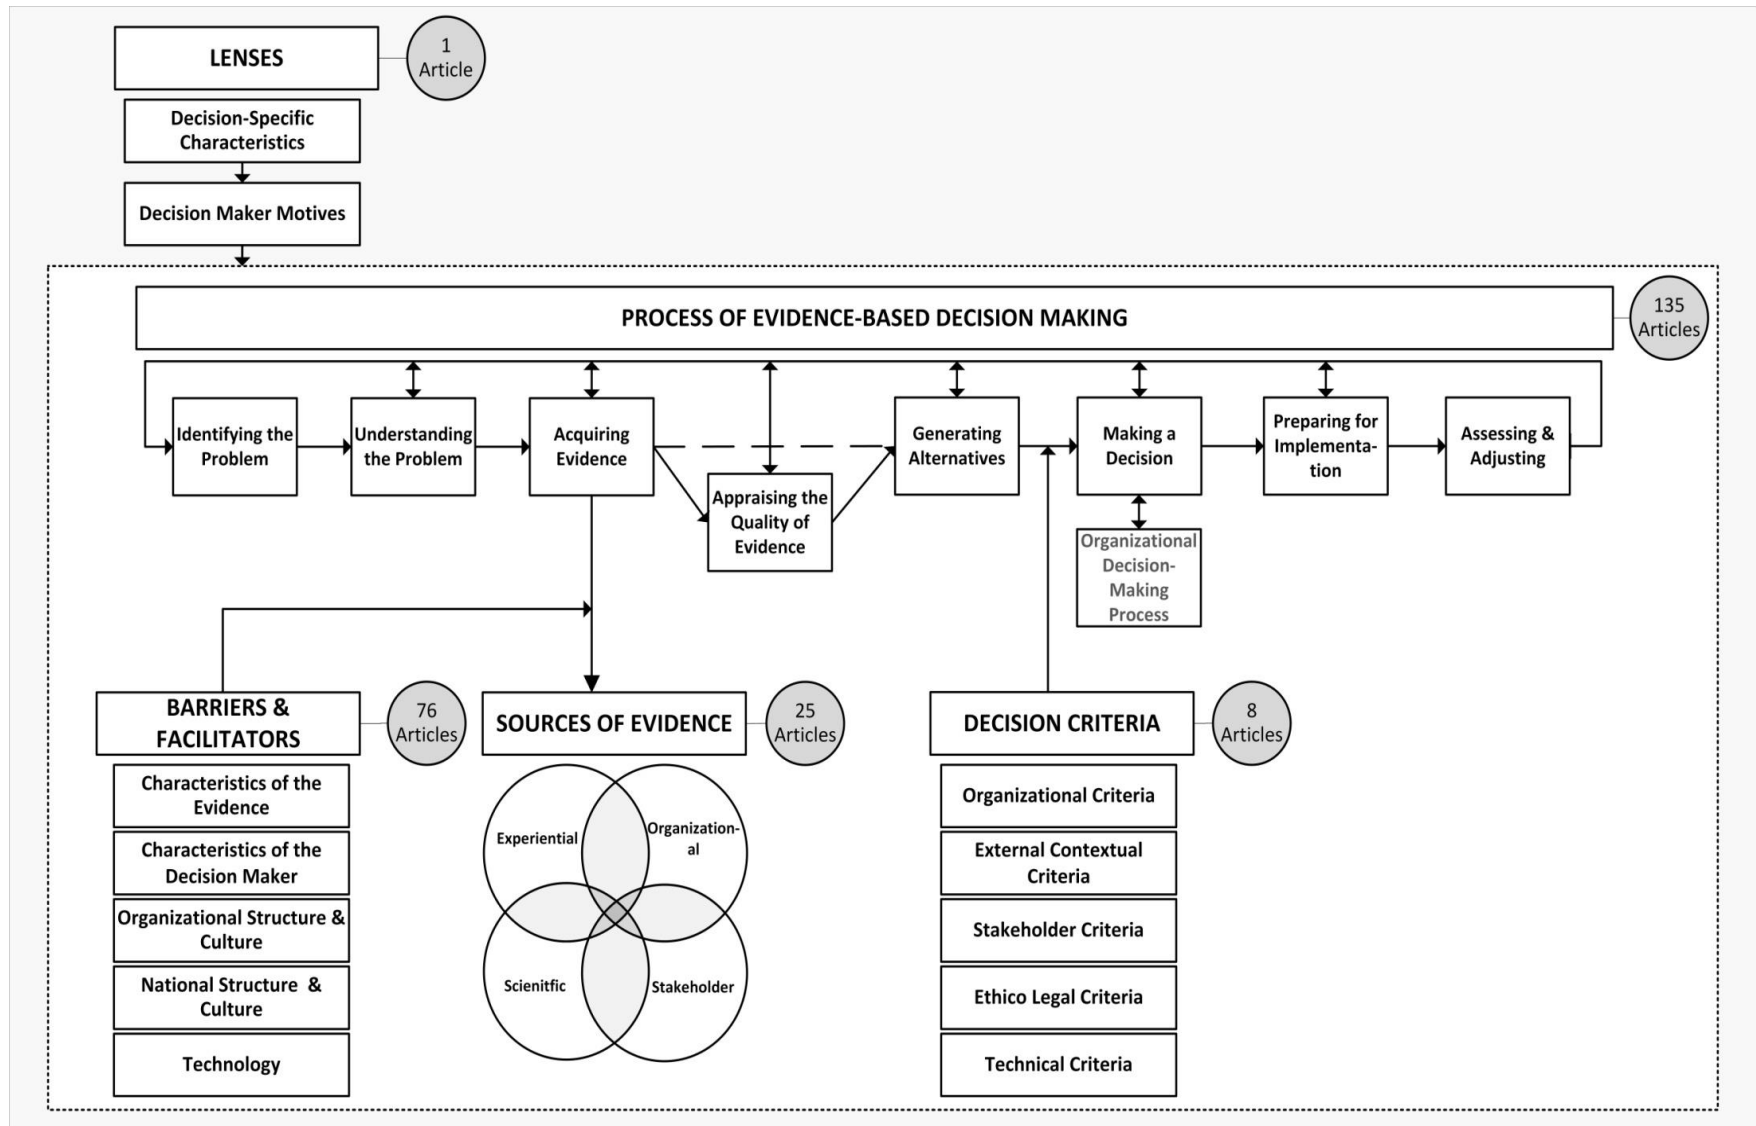 LENSES
1
Article
Decision-Specific
Characteristics
Decision Maker Motives
PROCESS OF EVIDENCE-BASED DECISION MAKING
135
Articles
Identifying the
Problem
Understanding
the Problem
Acquiring
Evidence
Appraising the
Quality of
Evidence
Generating
Alternatives
Making a
Decision
Preparing for
Implementa-
tion
Assessing &
Adjusting
Organizational
Decision-
Making
Process
BARRIERS &
FACILITATORS
76
Articles
Characteristics of the
Evidence
Characteristics of the
Decision Maker
Organizational Structure &
Culture
National Structure &
Culture
Technology
SOURCES OF EVIDENCE
25
Articles
Experiential
Organization-
al
Scienitfic
Stakeholder
DECISION CRITERIA
8
Articles
Organizational Criteria
External Contextual
Criteria
Stakeholder Criteria
Ethico Legal Criteria
Technical Criteria